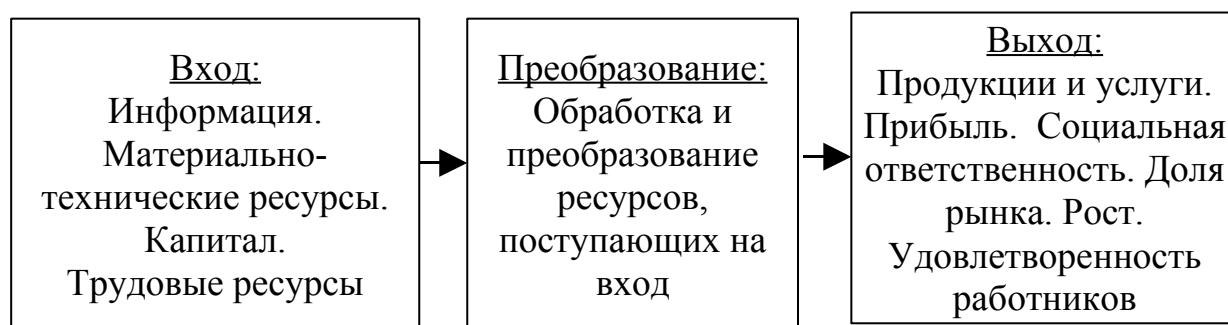 Вход:
Информация.
Материально-
технические ресурсы.
Капитал.
Трудовые ресурсы
Преобразование:
Обработка и
преобразование
ресурсов,
поступающих на
вход
Выход:
Продукции и услуги.
Прибыль. Социальная
ответственность. Доля
рынка. Рост.
Удовлетворенность
работников